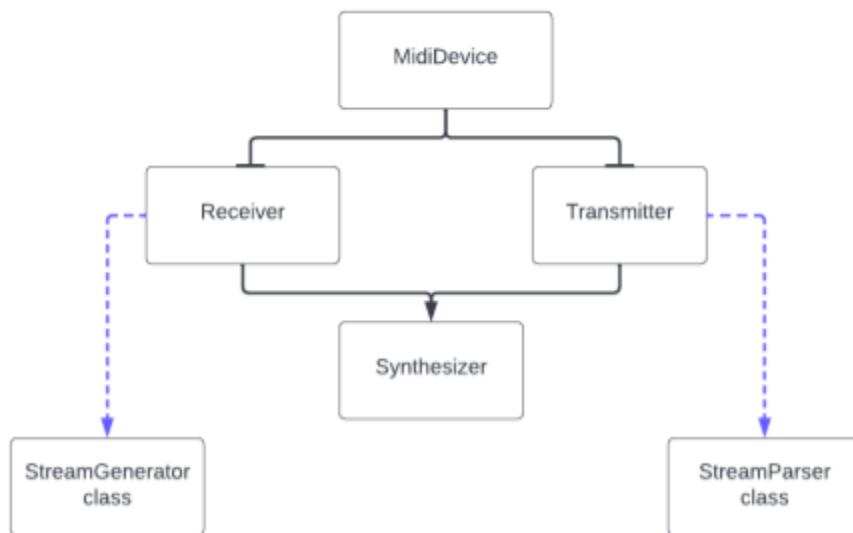 MidiDevice
Receiver
Transmitter
Synthesizer
StreamGenerator
class
StreamParser
class